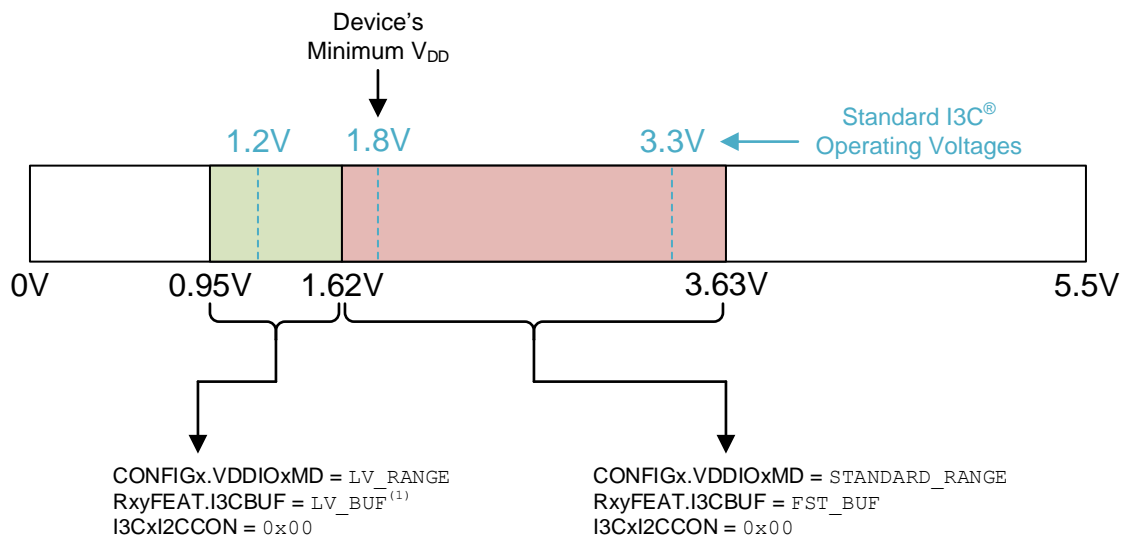 Device's
Minimum VDD
Standard I3C®
Operating Voltages
1.2V 1.8V 3.3V
0V 0.95V 1.62V 3.63V 5.5V
CONFIGx.VDDIOxMD = LV_RANGE
RxyFEAT.I3CBUF = LV_BUF(1)
I3CxI2CCON = 0x00
CONFIGx.VDDIOxMD = STANDARD_RANGE
RxyFEAT.I3CBUF = FST_BUF
I3CxI2CCON = 0x00